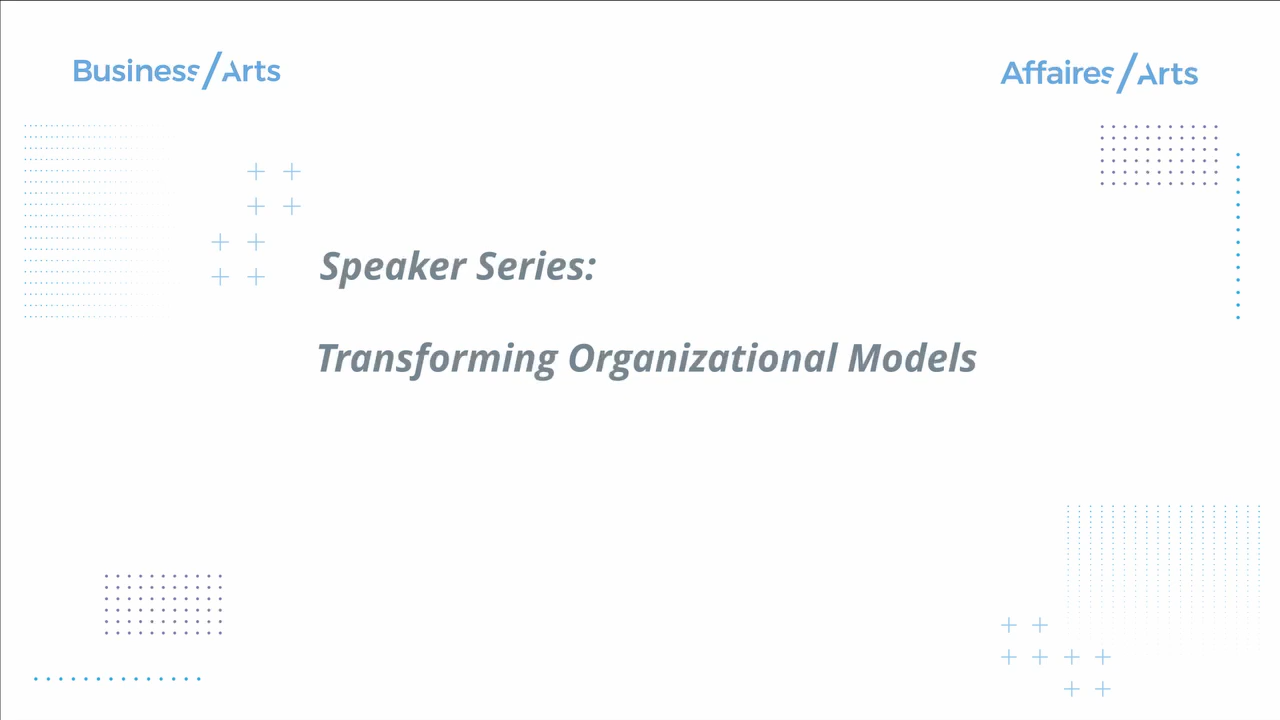 Business/Arts
Affaires/Arts
Speaker Series:
Transforming Organizational Models